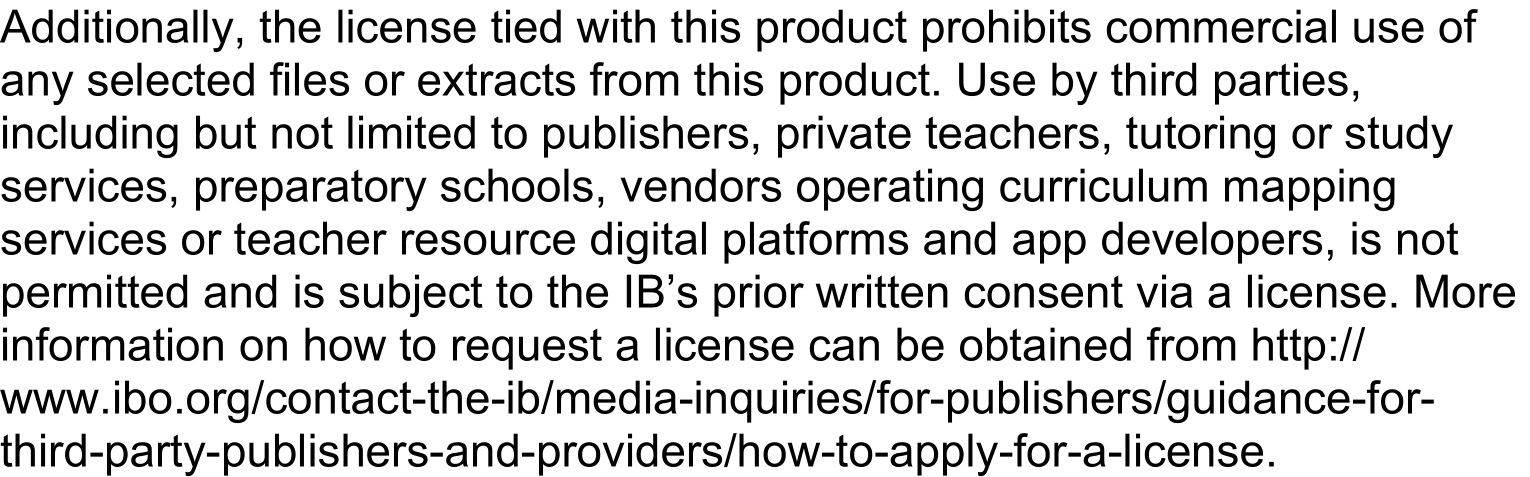 Additionally, the license tied with this product prohibits commercial use of
any selected files or extracts from this product. Use by third parties,
including but not limited to publishers, private teachers, tutoring or study
services, preparatory schools, vendors operating curriculum mapping
services or teacher resource digital platforms and app developers, is not
permitted and is subject to the IB’s prior written consent via a license. More
information on how to request a license can be obtained from http://
www.ibo.org/contact-the-ib/media-inquiries/for-publishers/guidance-for-
third-party-publishers-and-providers/how-to-apply-for-a-license.